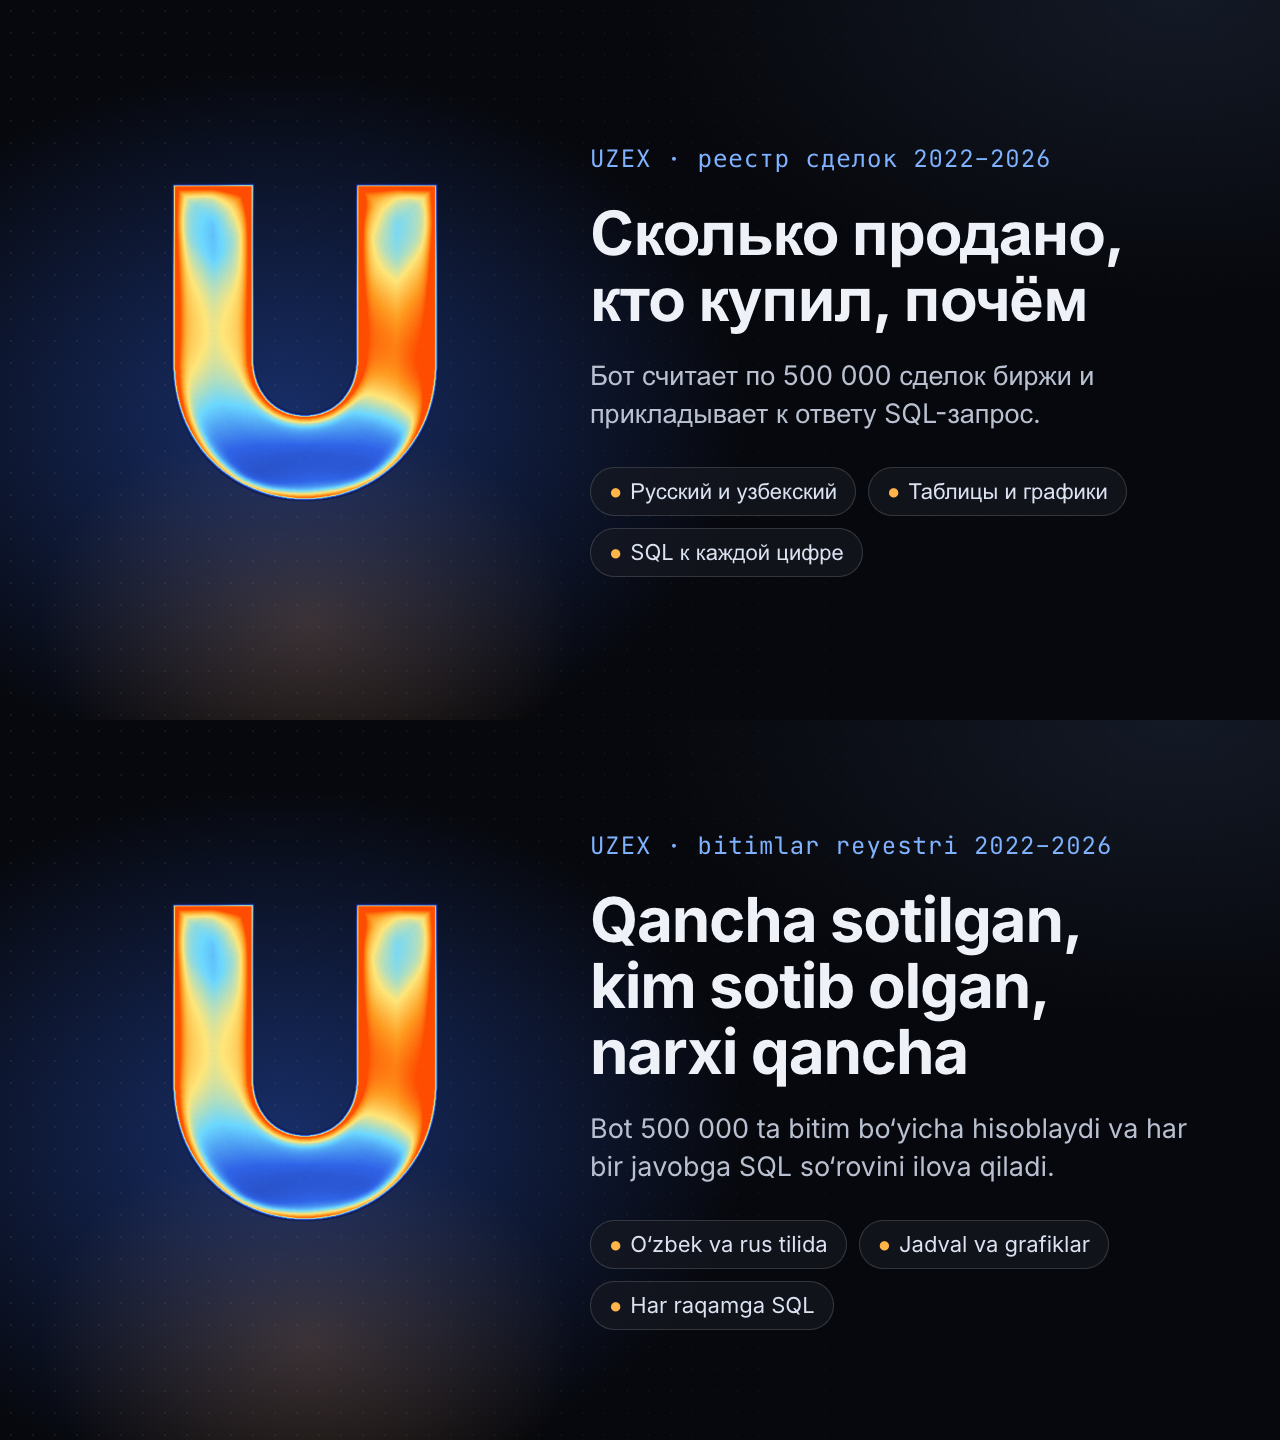 U
UZEX · реестр сделок 2022–2026
Сколько продано,
кто купил, почём
Бот считает по 500 000 сделок биржи и
прикладывает к ответу SQL-запрос.
Русский и узбекский
Таблицы и графики
SQL к каждой цифре
U
UZEX · bitimlar reyestri 2022–2026
Qancha sotilgan,
kim sotib olgan,
narxi qancha
Bot 500 000 ta bitim boʻyicha hisoblaydi va har
bir javobga SQL soʻrovini ilova qiladi.
Oʻzbek va rus tilida
Jadval va grafiklar
Har raqamga SQL